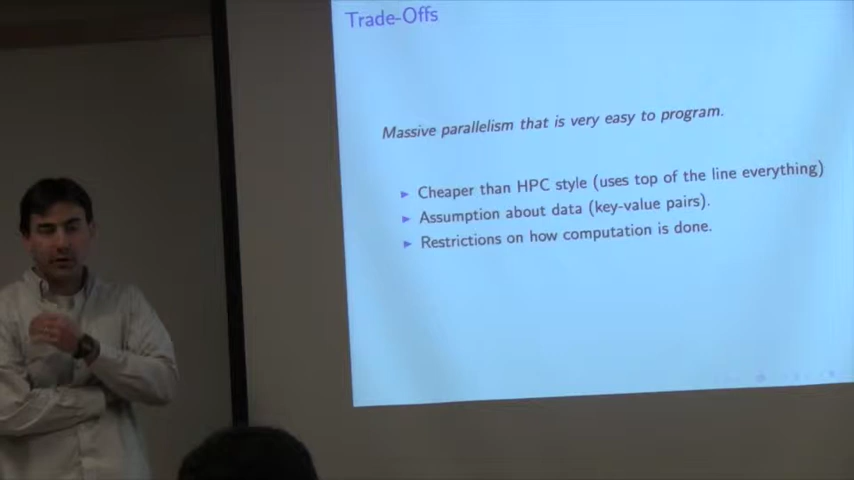 Trade-Offs
Massive parallelism that is very easy to program.
► Cheaper than HPC style (uses top of the line everything)
► Assumption about data (key-value pairs).
► Restrictions on how computation is done.